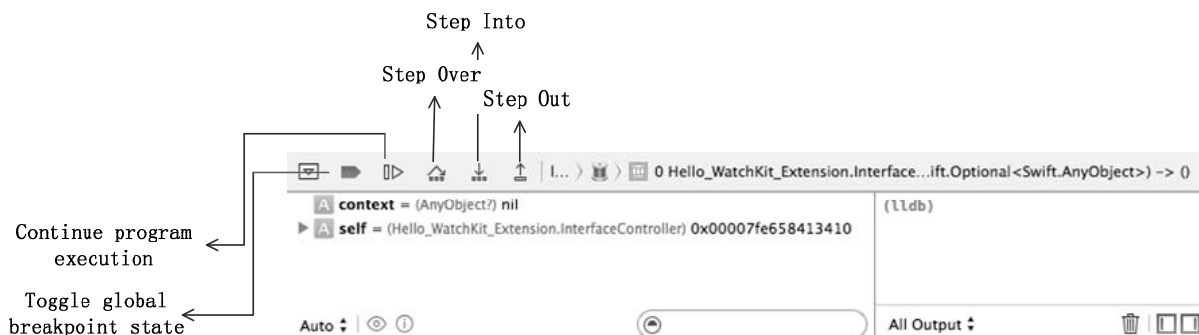 Step Into
Step Over
Step Out
I... 0 Hello_WatchKit_Extension.Interface...ift.Optional<Swift.AnyObject>) -> ()
A context = (AnyObject?) nil
(lldb)
A self = (Hello_WatchKit_Extension.InterfaceController) 0x00007fe658413410
Continue program
execution
Toggle global
breakpoint state
Auto
All Output